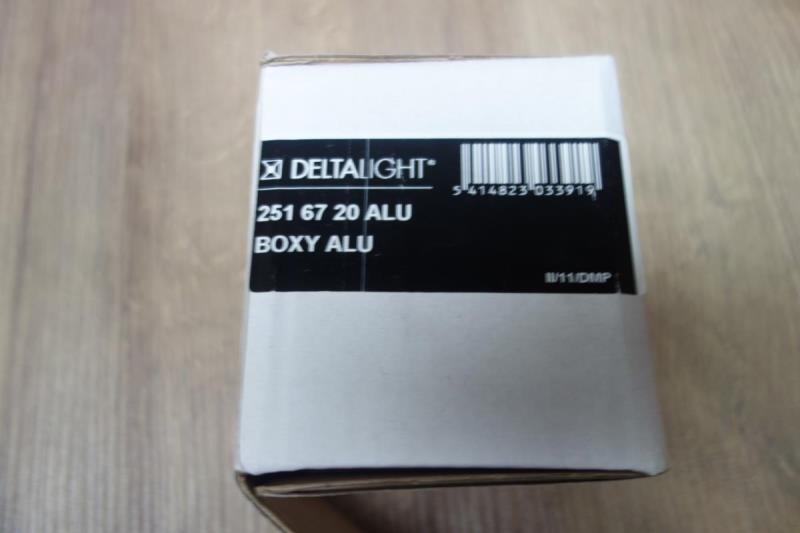 DELTALIGHT®
5 414823 033919
251 67 20 ALU
BOXY ALU
II/11/DMP